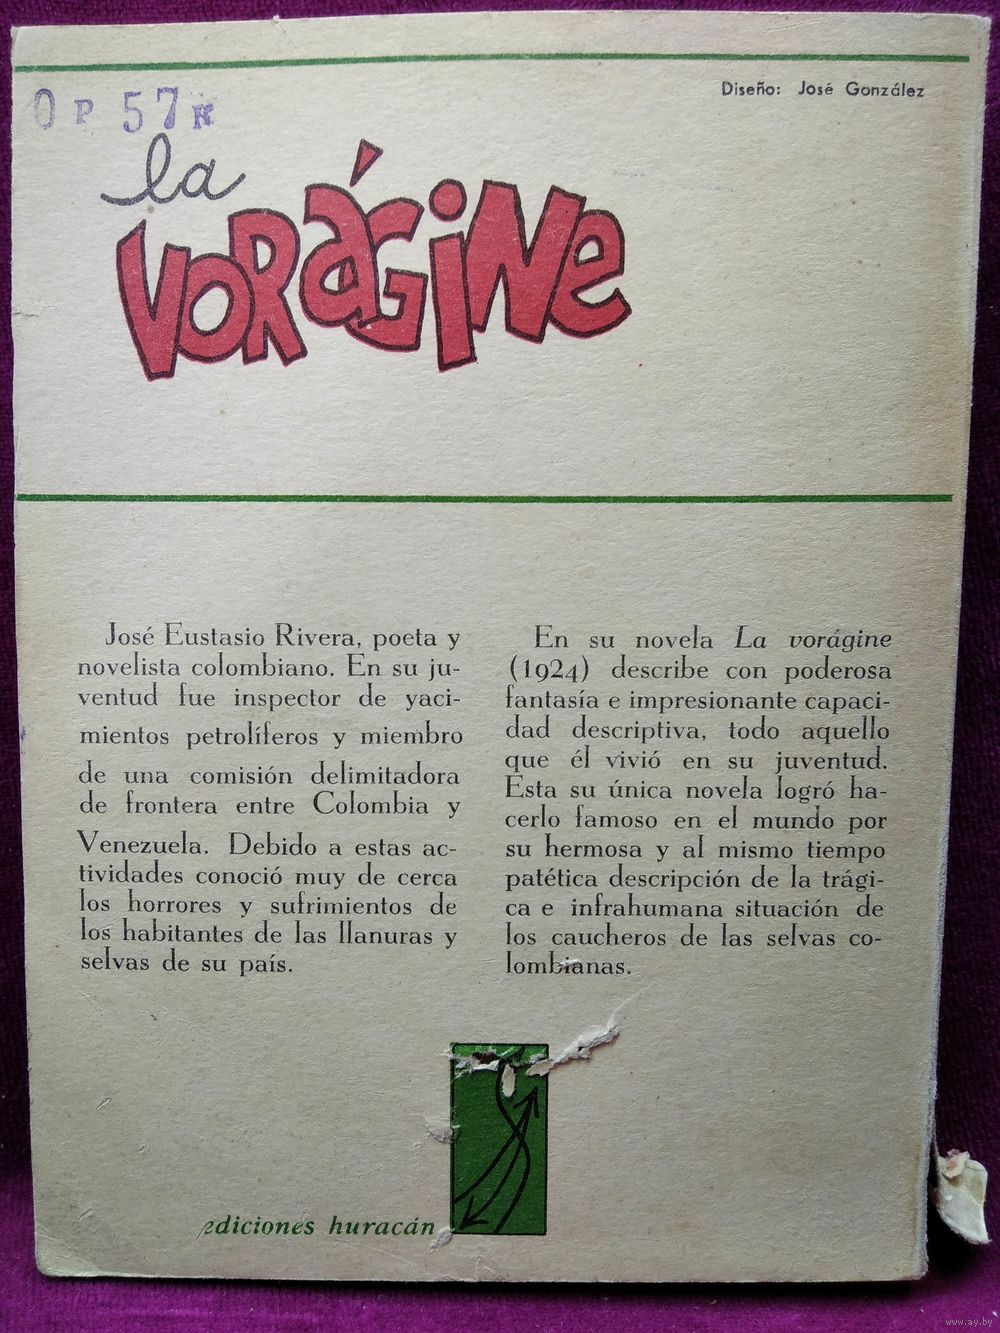 Diseño: José González
OP 57 к
la
vorágine
José Eustasio Rivera, poeta y
novelista colombiano. En su ju-
ventud fue inspector de yaci-
mientos petrolíferos y miembro
de una comisión delimitadora
de frontera entre Colombia y
Venezuela. Debido a estas ac-
tividades conoció muy de cerca
los horrores y sufrimientos de
los habitantes de las llanuras y
selvas de su país.
En su novela La vorágine
(1924) describe con poderosa
fantasía e impresionante capaci-
dad descriptiva, todo aquello
que él vivió en su juventud.
Esta su única novela logró ha-
cerlo famoso en el mundo por
su hermosa y al mismo tiempo
patética descripción de la trági-
ca e infrahumana situación de
los caucheros de las selvas co-
lombianas.
ediciones huracán
www.ay.by